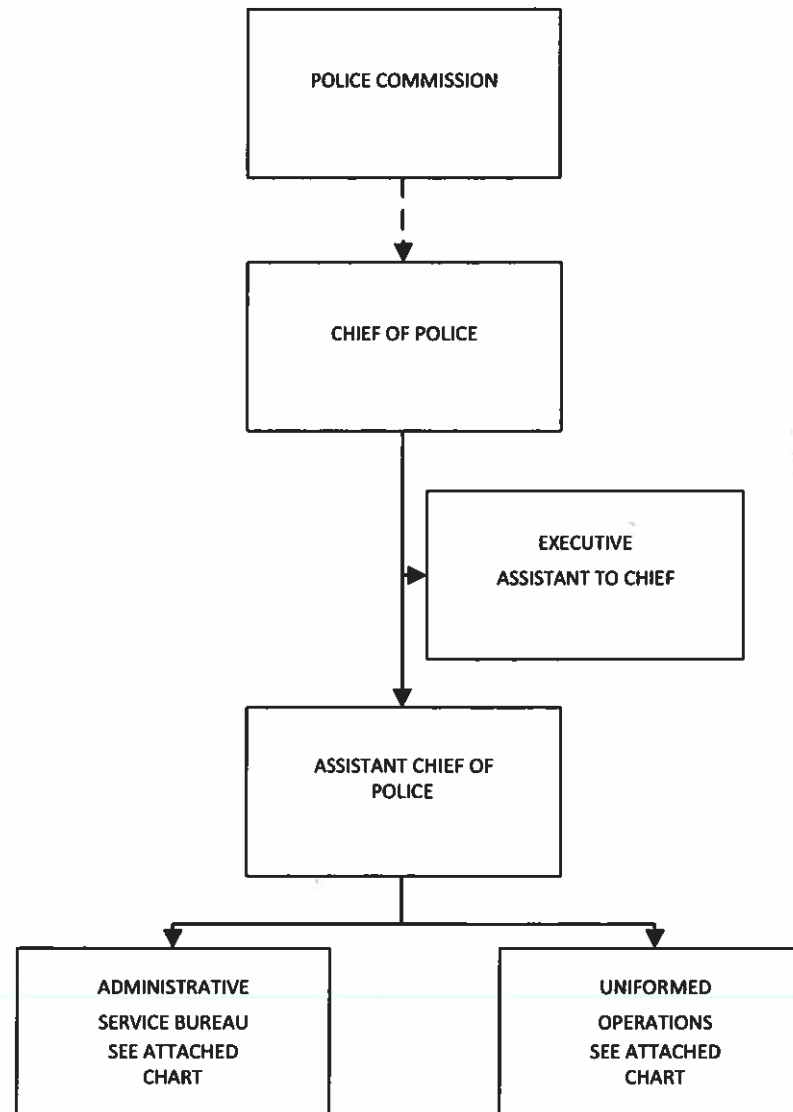 POLICE COMMISSION
CHIEF OF POLICE
EXECUTIVE
ASSISTANT TO CHIEF
ASSISTANT CHIEF OF
POLICE
ADMINISTRATIVE
SERVICE BUREAU
SEE ATTACHED
CHART
UNIFORMED
OPERATIONS
SEE ATTACHED
CHART